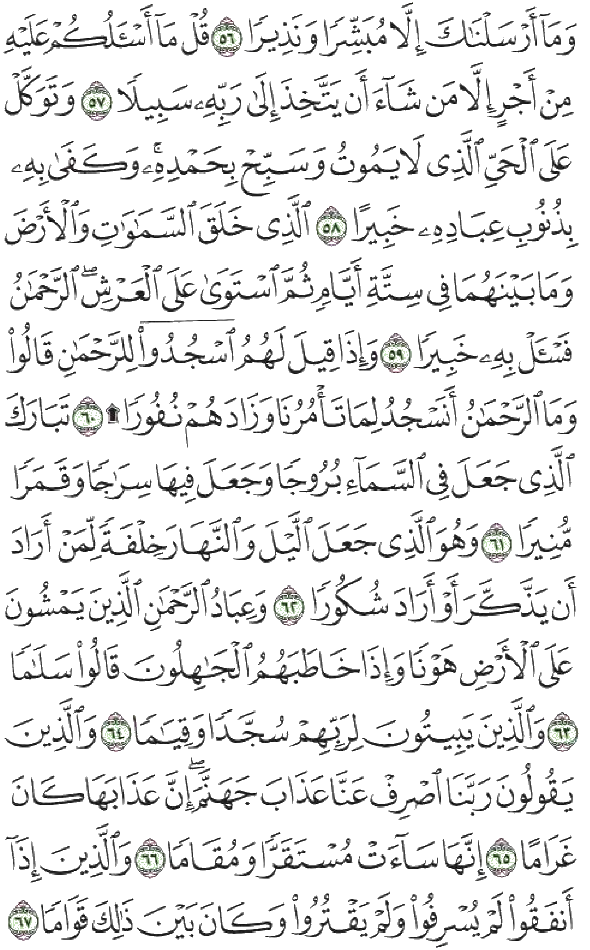 وَمَآ أَرۡسَلۡنَٰكَ إِلَّا مُبَشِّرٗا وَنَذِيرٗا ٥٦ قُلۡ مَآ أَسۡـَٔلُكُمۡ عَلَيۡهِ
مِنۡ أَجۡرٍ إِلَّا مَن شَآءَ أَن يَتَّخِذَ إِلَىٰ رَبِّهِۦ سَبِيلٗا ٥٧ وَتَوَكَّلۡ
عَلَى ٱلۡحَيِّ ٱلَّذِي لَا يَمُوتُ وَسَبِّحۡ بِحَمۡدِهِۦۚ وَكَفَىٰ بِهِۦ
بِذُنُوبِ عِبَادِهِۦ خَبِيرًا ٥٨ ٱلَّذِي خَلَقَ ٱلسَّمَٰوَٰتِ وَٱلۡأَرۡضَ
وَمَا بَيۡنَهُمَا فِي سِتَّةِ أَيَّامٖ ثُمَّ ٱسۡتَوَىٰ عَلَى ٱلۡعَرۡشِۖ ٱلرَّحۡمَٰنُ
فَسۡـَٔلۡ بِهِۦ خَبِيرٗا ٥٩ وَإِذَا قِيلَ لَهُمُ ٱسۡجُدُواْۤ لِلرَّحۡمَٰنِ قَالُواْ
وَمَا ٱلرَّحۡمَٰنُ أَنَسۡجُدُ لِمَا تَأۡمُرُنَا وَزَادَهُمۡ نُفُورٗا ٦٠ تَبَارَكَ
ٱلَّذِي جَعَلَ فِي ٱلسَّمَآءِ بُرُوجٗا وَجَعَلَ فِيهَا سِرَٰجٗا وَقَمَرٗا
مُّنِيرٗا ٦١ وَهُوَ ٱلَّذِي جَعَلَ ٱلَّيۡلَ وَٱلنَّهَارَ خِلۡفَةٗ لِّمَنۡ أَرَادَ
أَن يَذَّكَّرَ أَوۡ أَرَادَ شُكُورٗا ٦٢ وَعِبَادُ ٱلرَّحۡمَٰنِ ٱلَّذِينَ يَمۡشُونَ
عَلَى ٱلۡأَرۡضِ هَوۡنٗا وَإِذَا خَاطَبَهُمُ ٱلۡجَٰهِلُونَ قَالُواْ سَلَٰمٗا
٦٣ وَٱلَّذِينَ يَبِيتُونَ لِرَبِّهِمۡ سُجَّدٗا وَقِيَٰمٗا ٦٤ وَٱلَّذِينَ
يَقُولُونَ رَبَّنَا ٱصۡرِفۡ عَنَّا عَذَابَ جَهَنَّمَۖ إِنَّ عَذَابَهَا كَانَ
غَرَامًا ٦٥ إِنَّهَا سَآءَتۡ مُسۡتَقَرّٗا وَمُقَامٗا ٦٦ وَٱلَّذِينَ إِذَآ
أَنفَقُواْ لَمۡ يُسۡرِفُواْ وَلَمۡ يَقۡتُرُواْ وَكَانَ بَيۡنَ ذَٰلِكَ قَوَامٗا ٦٧